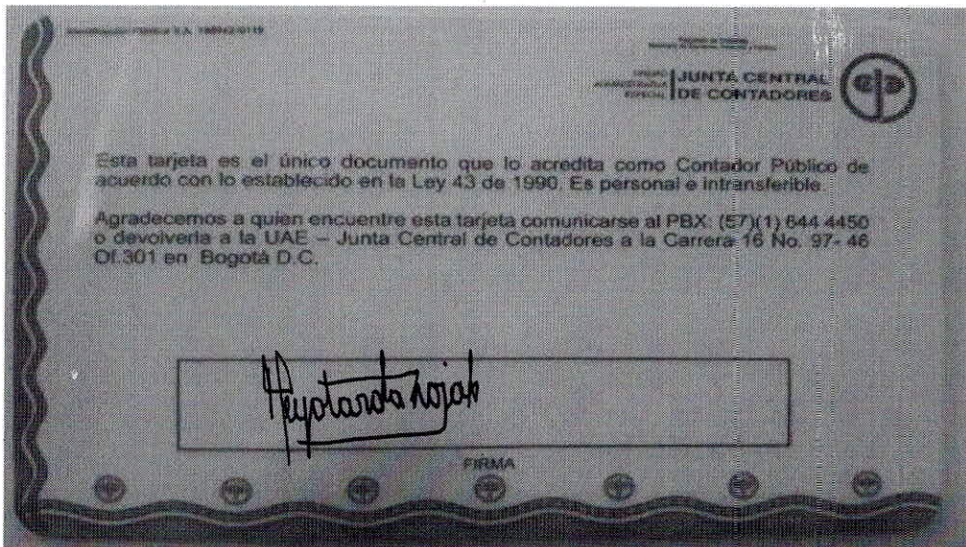 JUNTA CENTRAL
DE CONTADORES
Esta tarjeta es el único documento que lo acredita como Contador Público de
acuerdo con lo establecido en la Ley 43 de 1990. Es personal e intransferible.
Agradecemos a quien encuentre esta tarjeta comunicarse al PBX: (57)(1) 644 4450
o devolverla a la UAE – Junta Central de Contadores a la Carrera 16 No. 97- 46
Of.301 en Bogotá D.C.
FIRMA